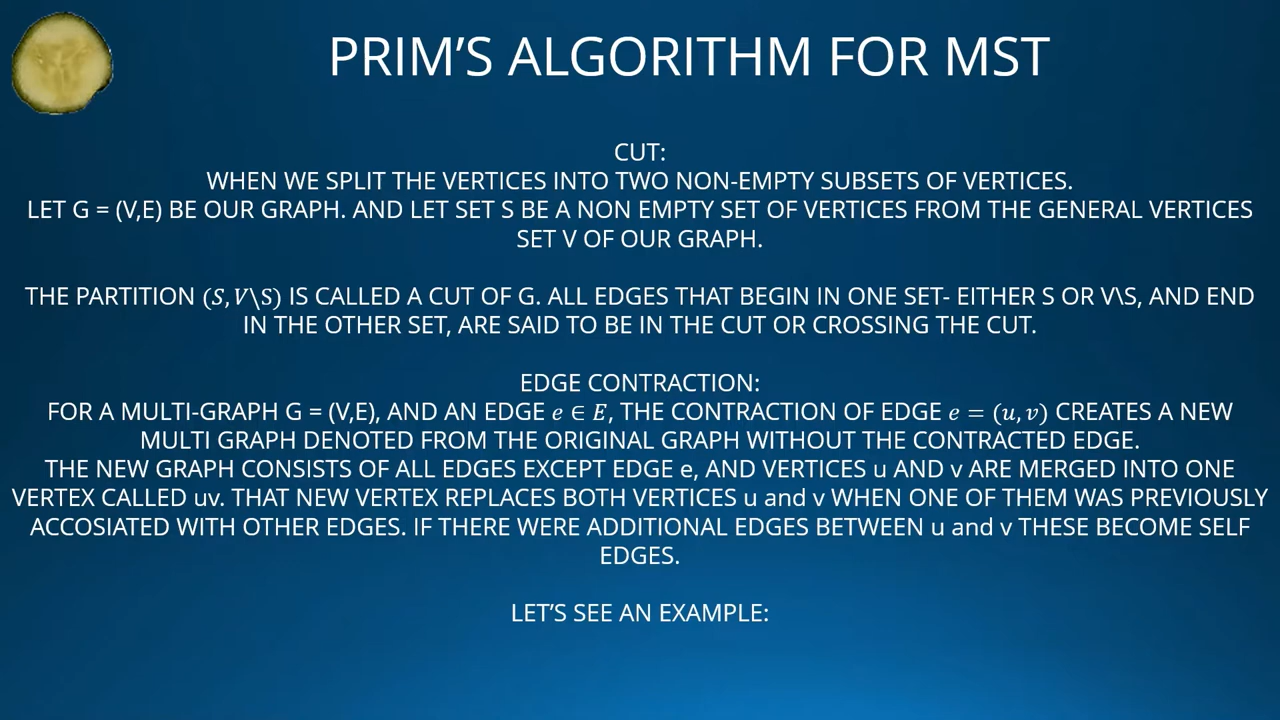 PRIM'S ALGORITHM FOR MST
CUT:
WHEN WE SPLIT THE VERTICES INTO TWO NON-EMPTY SUBSETS OF VERTICES.
LET G = (V,E) BE OUR GRAPH. AND LET SET S BE A NON EMPTY SET OF VERTICES FROM THE GENERAL VERTICES
SET V OF OUR GRAPH.
THE PARTITION (S, V\S) IS CALLED A CUT OF G. ALL EDGES THAT BEGIN IN ONE SET- EITHER S OR V\S, AND END
IN THE OTHER SET, ARE SAID TO BE IN THE CUT OR CROSSING THE CUT.
EDGE CONTRACTION:
FOR A MULTI-GRAPH G = (V,E), AND AN EDGE e ∈ E, THE CONTRACTION OF EDGE e = (u, v) CREATES A NEW
MULTI GRAPH DENOTED FROM THE ORIGINAL GRAPH WITHOUT THE CONTRACTED EDGE.
THE NEW GRAPH CONSISTS OF ALL EDGES EXCEPT EDGE e, AND VERTICES u AND v ARE MERGED INTO ONE
VERTEX CALLED uv. THAT NEW VERTEX REPLACES BOTH VERTICES u and v WHEN ONE OF THEM WAS PREVIOUSLY
ACCOSIATED WITH OTHER EDGES. IF THERE WERE ADDITIONAL EDGES BETWEEN u and v THESE BECOME SELF
EDGES.
LET'S SEE AN EXAMPLE: